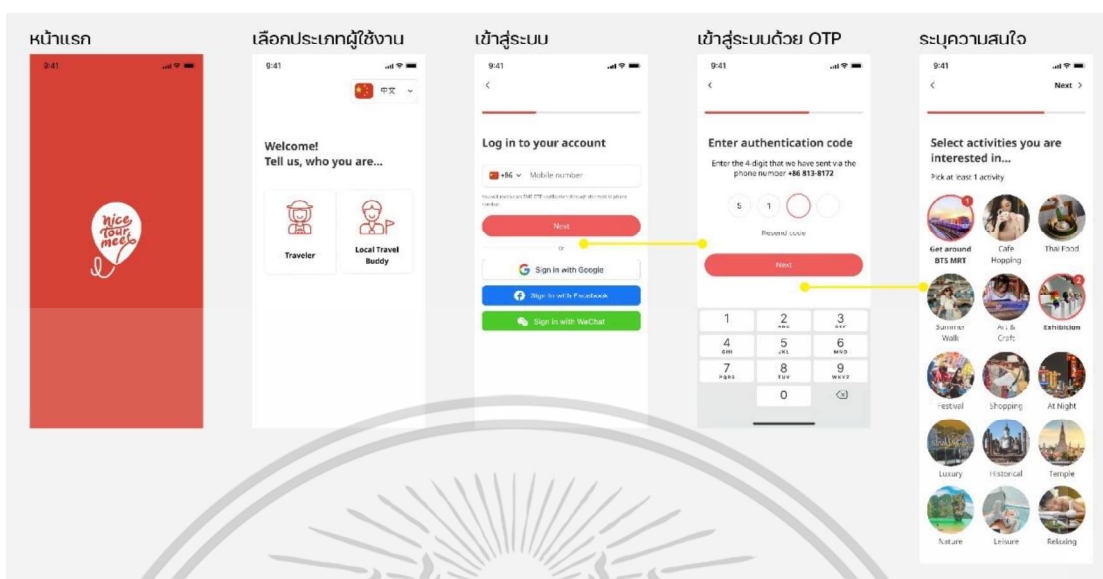 หน้าแรก
9:41
nice
tour
meet
เลือกประเภทผู้ใช้งาน
9:41
中文
Welcome!
Tell us, who you are...
Traveler
Local Travel
Buddy
เข้าสู่ระบบ
9:41
Log in to your account
+86
Mobile number
Next
or
Sign in with Google
Sign in with Facebook
Sign in with WeChat
เข้าสู่ระบบด้วย OTP
9:41
Enter authentication code
Enter the 4-digit that we have sent via the
phone number +86 813-8172
5 1
Resend code
Next
1 2 3
ABC DEF
4 5 6
GHI JKL MNO
7 8 9
PQRS TUV WXYZ
0
ระบุความสนใจ
9:41
Next
Select activities you are
interested in...
Pick at least 1 activity
1
Get around
BTS MRT
Cafe
Hopping
Thai Food
2
Summer
Walk
Art &
Craft
Exhibision
Festival
Shopping
At Night
Luxury
Historical
Temple
Nature
Leisure
Relaxing